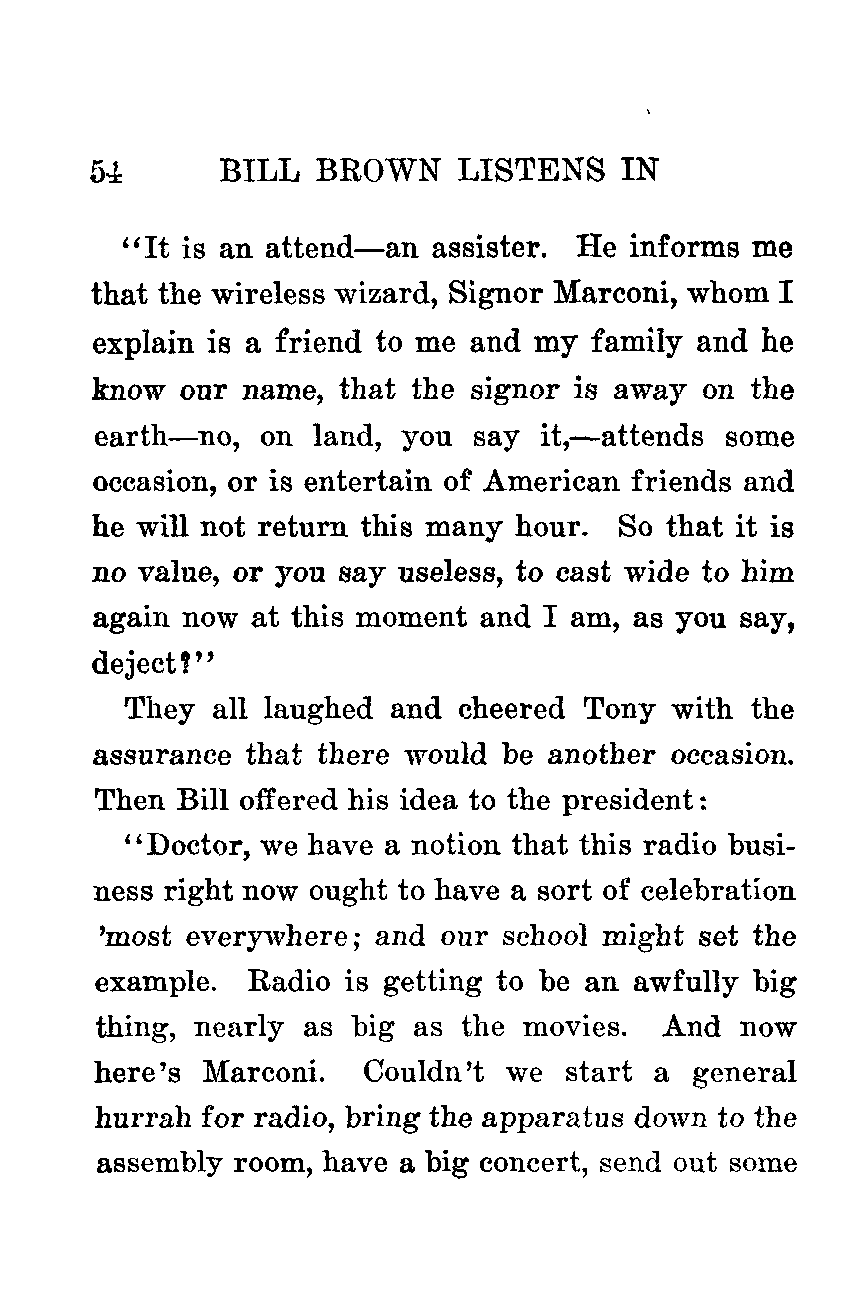 54 BILL BROWN LISTENS IN
“It is an attend—an assister. He informs me
that the wireless wizard, Signor Marconi, whom I
explain is a friend to me and my family and he
know our name, that the signor is away on the
earth—no, on land, you say it,—attends some
occasion, or is entertain of American friends and
he will not return this many hour. So that it is
no value, or you say useless, to cast wide to him
again now at this moment and I am, as you say,
deject!”
They all laughed and cheered Tony with the
assurance that there would be another occasion.
Then Bill offered his idea to the president:
“Doctor, we have a notion that this radio busi-
ness right now ought to have a sort of celebration
’most everywhere; and our school might set the
example. Radio is getting to be an awfully big
thing, nearly as big as the movies. And now
here’s Marconi. Couldn’t we start a general
hurrah for radio, bring the apparatus down to the
assembly room, have a big concert, send out some